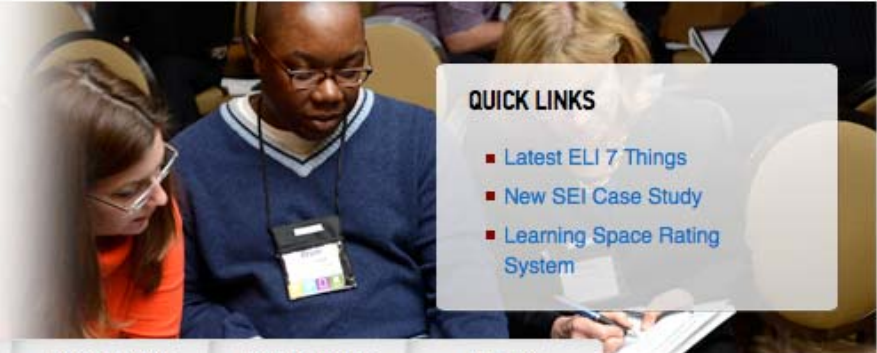 QUICK LINKS
Latest ELI 7 Things
New SEI Case Study
Learning Space Rating
System